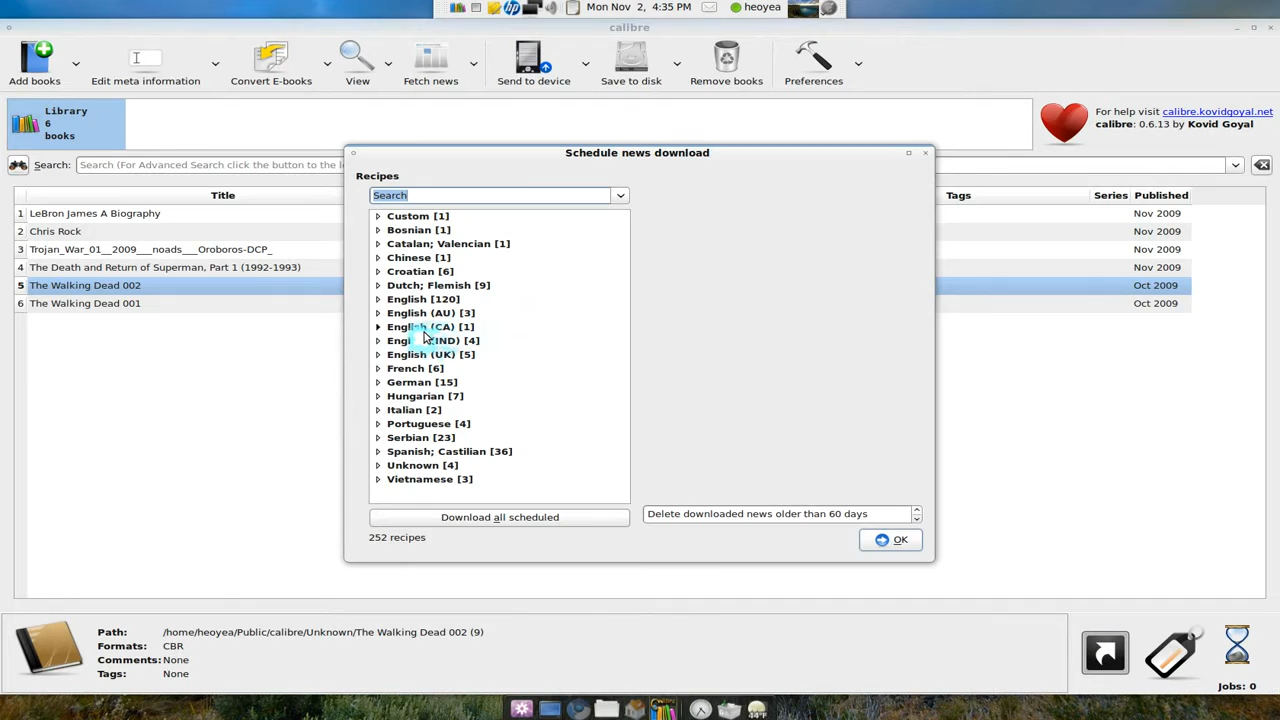 Mon Nov 2, 4:35 PM heoyea
calibre
Add books Edit meta information Convert E-books View Fetch news Send to device Save to disk Remove books Preferences
Library
6
books
For help visit calibre.kovidgoyal.net
calibre: 0.6.13 by Kovid Goyal
Search: Search (For Advanced Search click the button to the le
Title Tags Series Published
1 LeBron James A Biography Nov 2009
2 Chris Rock Nov 2009
3 Trojan_War_01__2009___noads___Oroboros-DCP_ Nov 2009
4 The Death and Return of Superman, Part 1 (1992-1993) Nov 2009
5 The Walking Dead 002 Oct 2009
6 The Walking Dead 001 Oct 2009
Schedule news download
Recipes
Search
Custom [1]
Bosnian [1]
Catalan; Valencian [1]
Chinese [1]
Croatian [6]
Dutch; Flemish [9]
English [120]
English (AU) [3]
English (CA) [1]
Engl IND) [4]
English (UK) [5]
French [6]
German [15]
Hungarian [7]
Italian [2]
Portuguese [4]
Serbian [23]
Spanish; Castilian [36]
Unknown [4]
Vietnamese [3]
Download all scheduled
252 recipes
Delete downloaded news older than 60 days
OK
Path: /home/heoyea/Public/calibre/Unknown/The Walking Dead 002 (9)
Formats: CBR
Comments: None
Tags: None
Jobs: 0